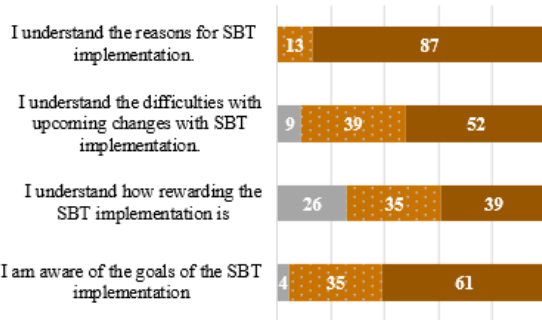 I understand the reasons for SBT
implementation.
13 87
I understand the difficulties with
upcoming changes with SBT
implementation.
9 39 52
I understand how rewarding the
SBT implementation is
26 35 39
I am aware of the goals of the SBT
implementation
4 35 61